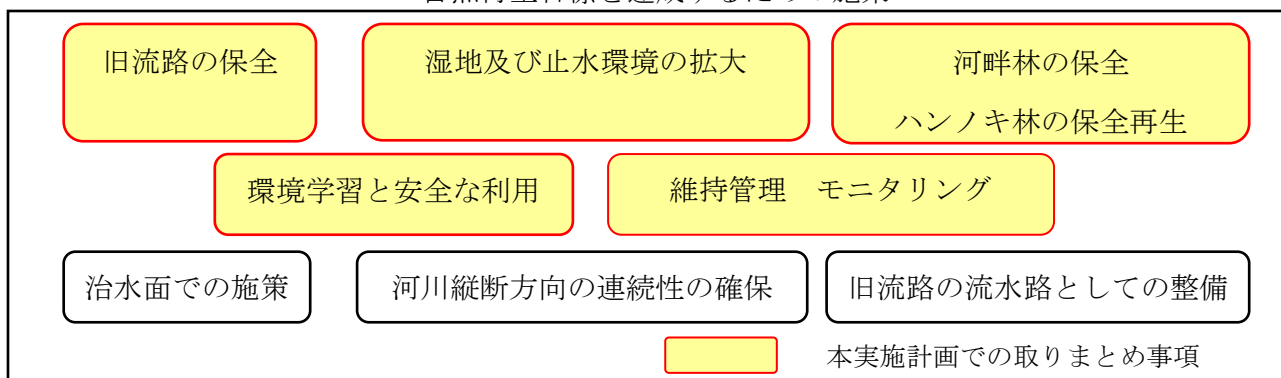 旧流路の保全
湿地及び止水環境の拡大
河畔林の保全
ハンノキ林の保全再生
環境学習と安全な利用
維持管理　モニタリング
治水面での施策
河川縦断方向の連続性の確保
旧流路の流水路としての整備
本実施計画での取りまとめ事項